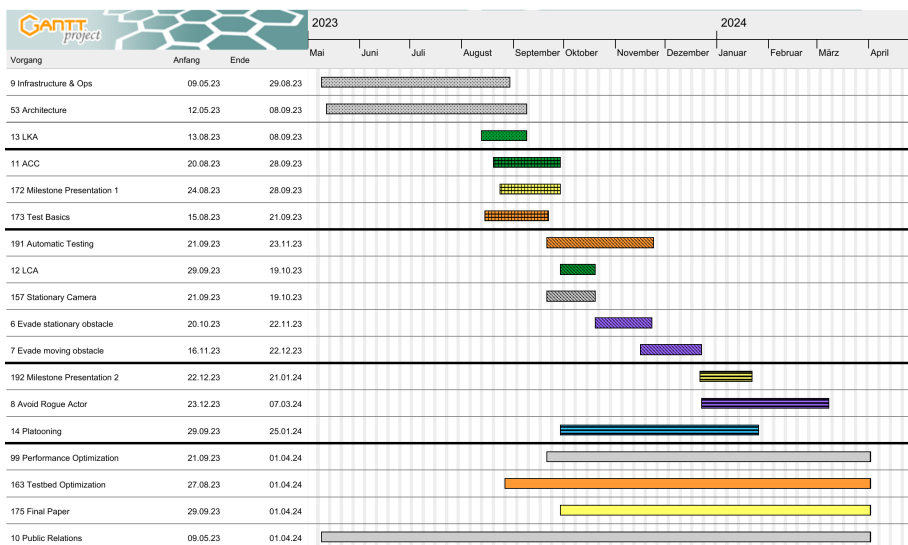 GANTT project
2023
2024
Mai Juni Juli August September Oktober November Dezember Januar Februar März April
Vorgang Anfang Ende
9 Infrastructure & Ops 09.05.23 29.08.23
53 Architecture 12.05.23 08.09.23
13 LKA 13.08.23 08.09.23
11 ACC 20.08.23 28.09.23
172 Milestone Presentation 1 24.08.23 28.09.23
173 Test Basics 15.08.23 21.09.23
191 Automatic Testing 21.09.23 23.11.23
12 LCA 29.09.23 19.10.23
157 Stationary Camera 21.09.23 19.10.23
6 Evade stationary obstacle 20.10.23 22.11.23
7 Evade moving obstacle 16.11.23 22.12.23
192 Milestone Presentation 2 22.12.23 21.01.24
8 Avoid Rogue Actor 23.12.23 07.03.24
14 Platooning 29.09.23 25.01.24
99 Performance Optimization 21.09.23 01.04.24
163 Testbed Optimization 27.08.23 01.04.24
175 Final Paper 29.09.23 01.04.24
10 Public Relations 09.05.23 01.04.24